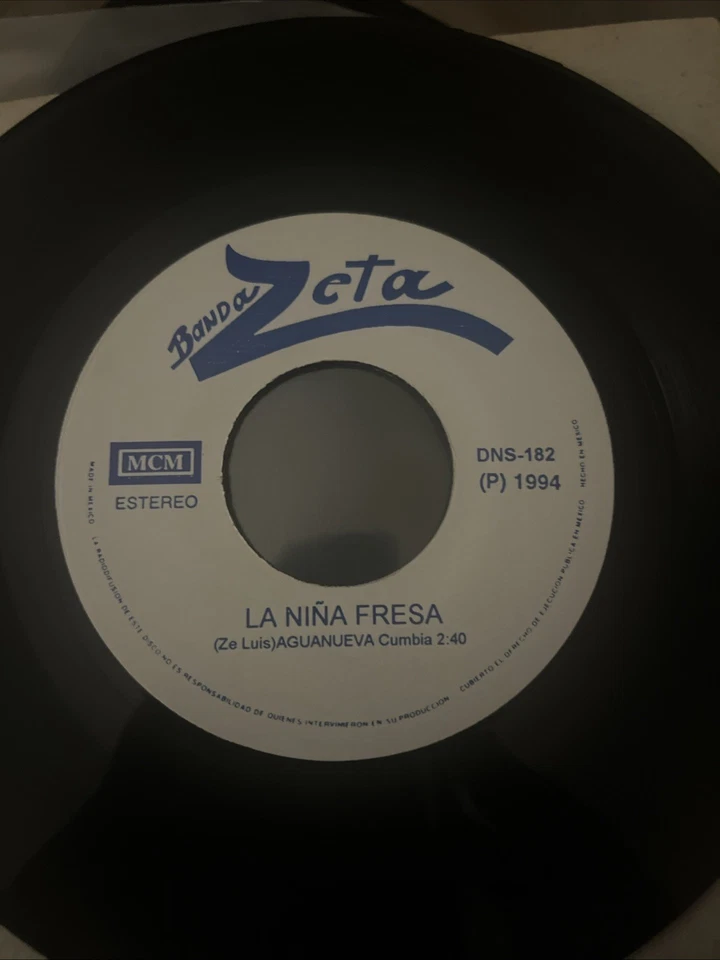 BANDA Zeta
MCM
ESTEREO
DNS-182
(P) 1994
LA NIÑA FRESA
(Ze Luis)AGUANUEVA Cumbia 2:40
MADE IN MEXICO LA RADIODIFUSION DE ESTE DISCO NO ES RESPONSABILIDAD DE QUIENES INTERVIMERON EN SU PRODUCCION CUBIERTO EL DERECHO DE EJECUCION PUBLICA EN MEXICO HECHO EN MEXICO